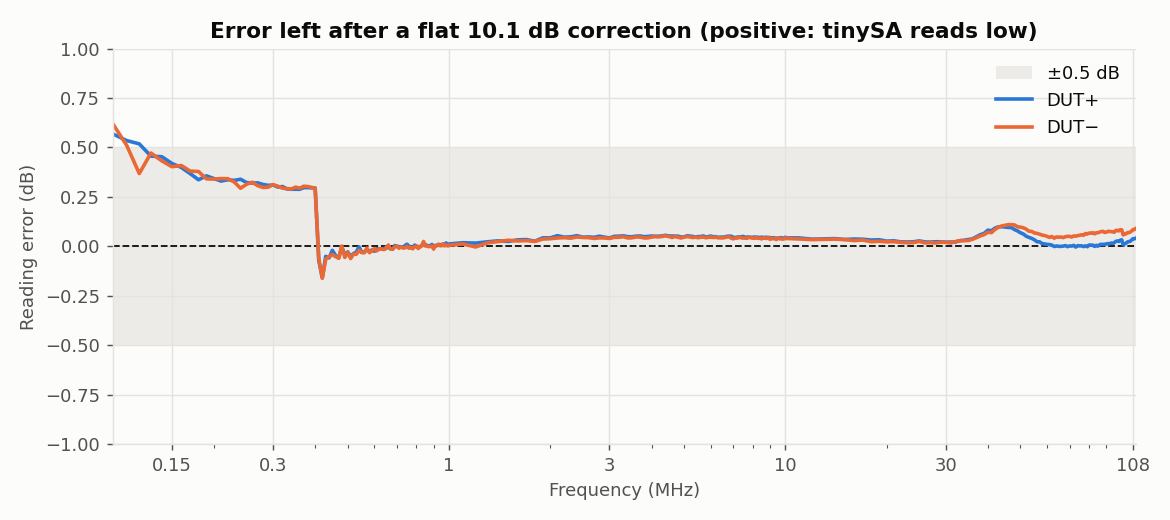 Error left after a flat 10.1 dB correction (positive: tinySA reads low)
1.00
0.75
0.50
0.25
0.00
−0.25
−0.50
−0.75
−1.00
Reading error (dB)
±0.5 dB
DUT+
DUT−
0.15 0.3 1 3 10 30 108
Frequency (MHz)